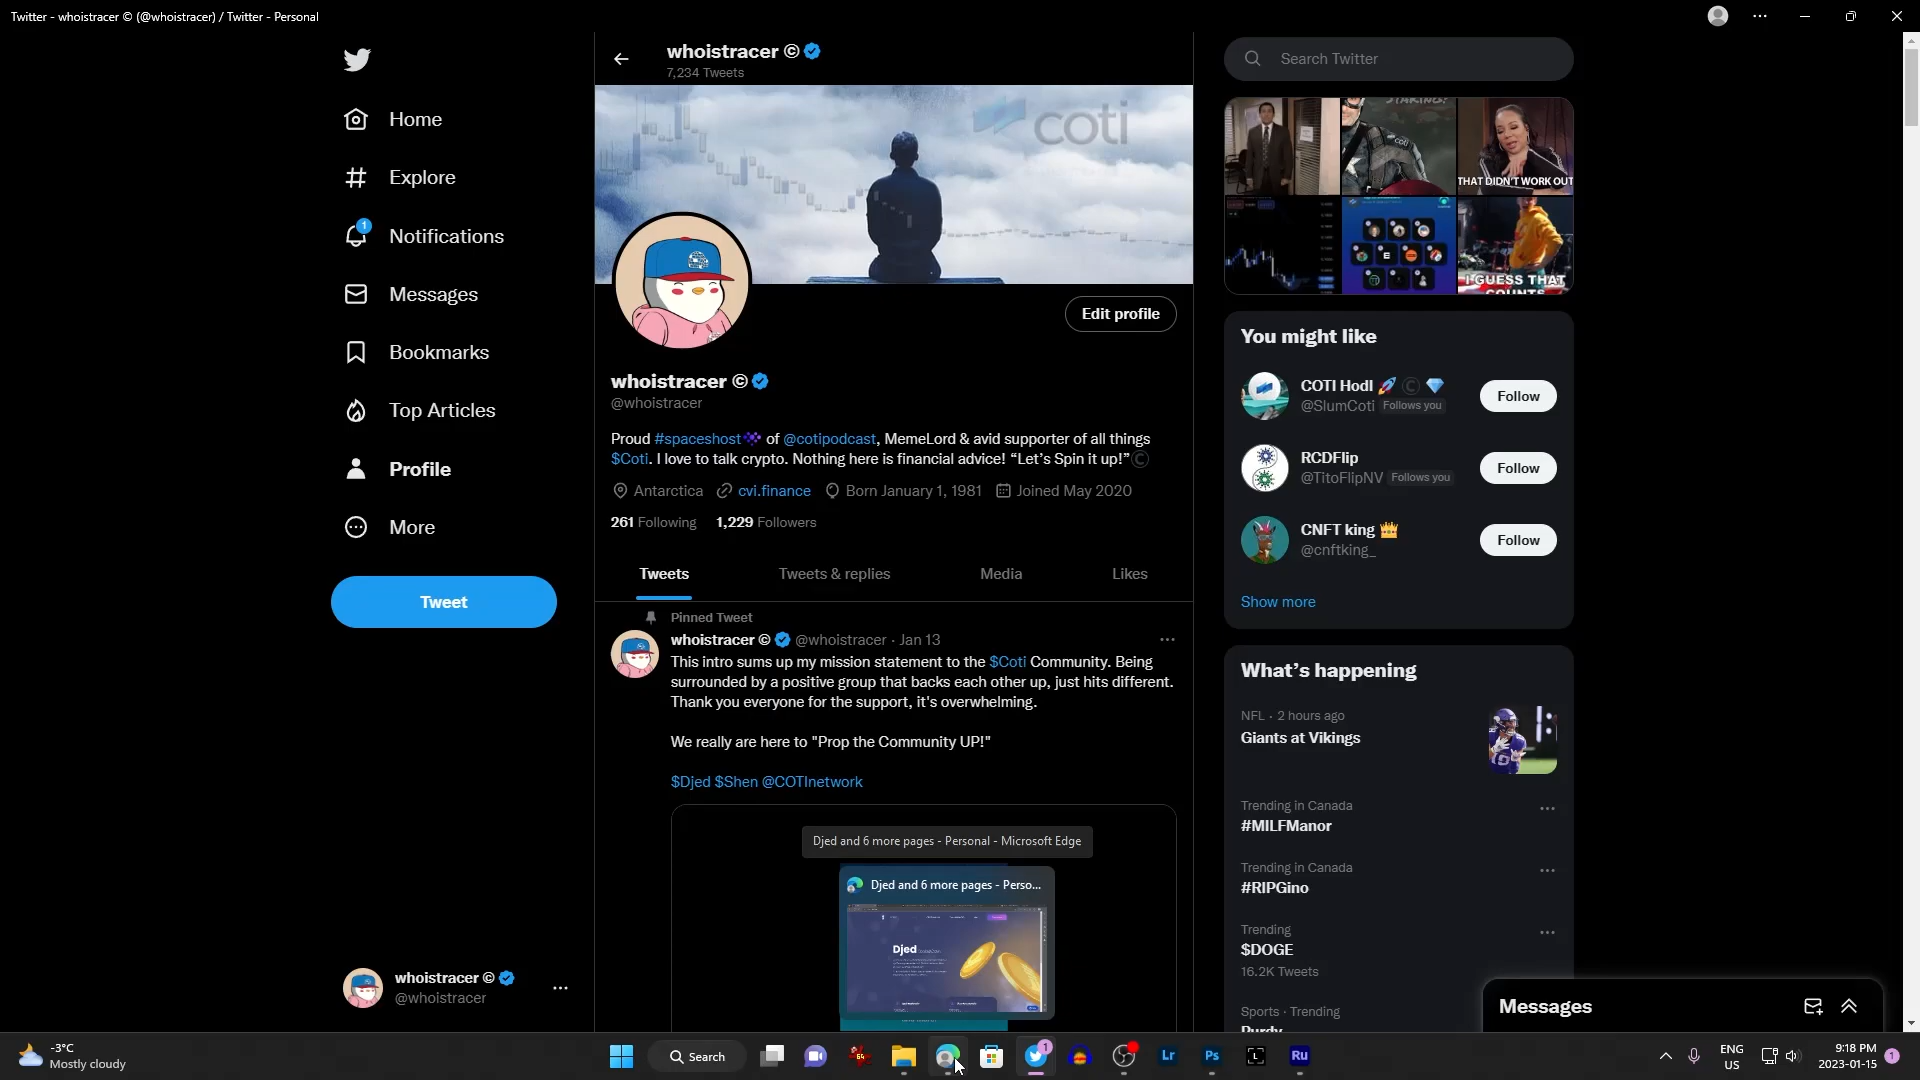 Twitter - whoistracer © (@whoistracer) / Twitter - Personal
Home
Explore
1
Notifications
Messages
Bookmarks
Top Articles
Profile
More
Tweet
whoistracer ©
@whoistracer
whoistracer ©
7,234 Tweets
coti
Edit profile
whoistracer ©
@whoistracer
Proud #spaceshost of @cotipodcast, MemeLord & avid supporter of all things
$Coti. I love to talk crypto. Nothing here is financial advice! “Let’s Spin it up!”©
Antarctica cvi.finance Born January 1, 1981 Joined May 2020
261 Following 1,229 Followers
Tweets Tweets & replies Media Likes
Pinned Tweet
whoistracer © @whoistracer · Jan 13
This intro sums up my mission statement to the $Coti Community. Being
surrounded by a positive group that backs each other up, just hits different.
Thank you everyone for the support, it's overwhelming.
We really are here to "Prop the Community UP!"
$Djed $Shen @COTInetwork
Djed and 6 more pages - Personal - Microsoft Edge
Djed and 6 more pages - Perso...
Djed
Search Twitter
coti
THAT DIDN'T WORK OUT
I GUESS THAT
COUNTS
You might like
COTI Hodl 🚀 © 💎
@SlumCoti Follows you
Follow
RCDFlip
@TitoFlipNV Follows you
Follow
CNFT king 👑
@cnftking_
Follow
Show more
What’s happening
NFL · 2 hours ago
Giants at Vikings
Trending in Canada
#MILFManor
Trending in Canada
#RIPGino
Trending
$DOGE
16.2K Tweets
Sports · Trending
Purdy
Messages
-3°C
Mostly cloudy
Search
64
1
Lr
Ps
L
Ru
ENG
US
9:18 PM
2023-01-15
1